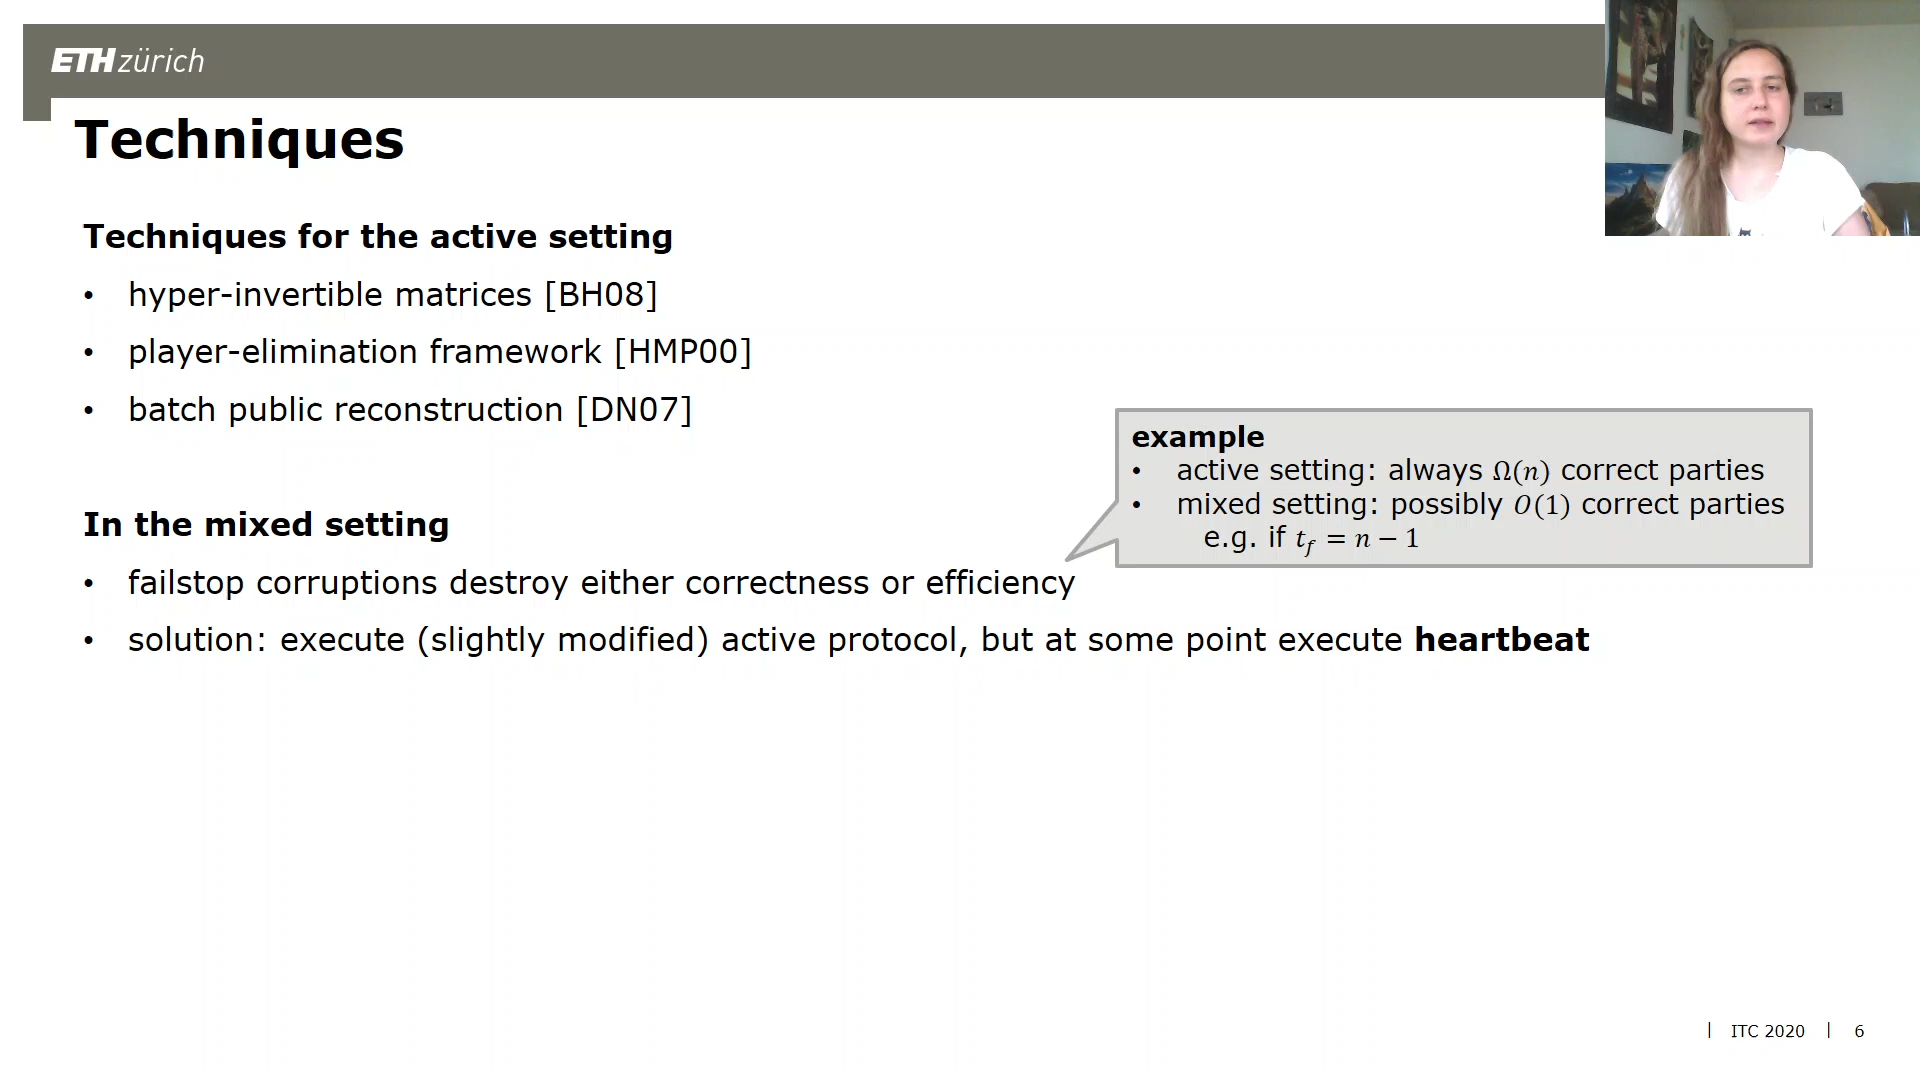 ETH zürich
Techniques
Techniques for the active setting
• hyper-invertible matrices [BH08]
• player-elimination framework [HMP00]
• batch public reconstruction [DN07]
example
• active setting: always Ω(n) correct parties
• mixed setting: possibly O(1) correct parties
e.g. if t_f = n − 1
In the mixed setting
• failstop corruptions destroy either correctness or efficiency
• solution: execute (slightly modified) active protocol, but at some point execute heartbeat
| ITC 2020 | 6